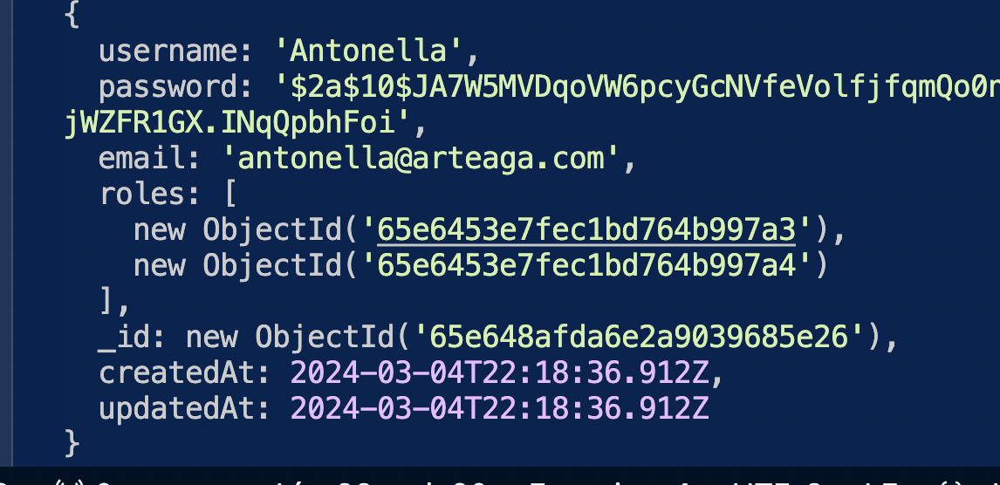 {
username: 'Antonella',
password: '$2a$10$JA7W5MVDqoVW6pcyGcNVfeVolfjfqmQo0
jWZFR1GX.INqQpbhFoi',
email: 'antonella@arteaga.com',
roles: [
new ObjectId('65e6453e7fec1bd764b997a3'),
new ObjectId('65e6453e7fec1bd764b997a4')
],
_id: new ObjectId('65e648afda6e2a9039685e26'),
createdAt: 2024-03-04T22:18:36.912Z,
updatedAt: 2024-03-04T22:18:36.912Z
}